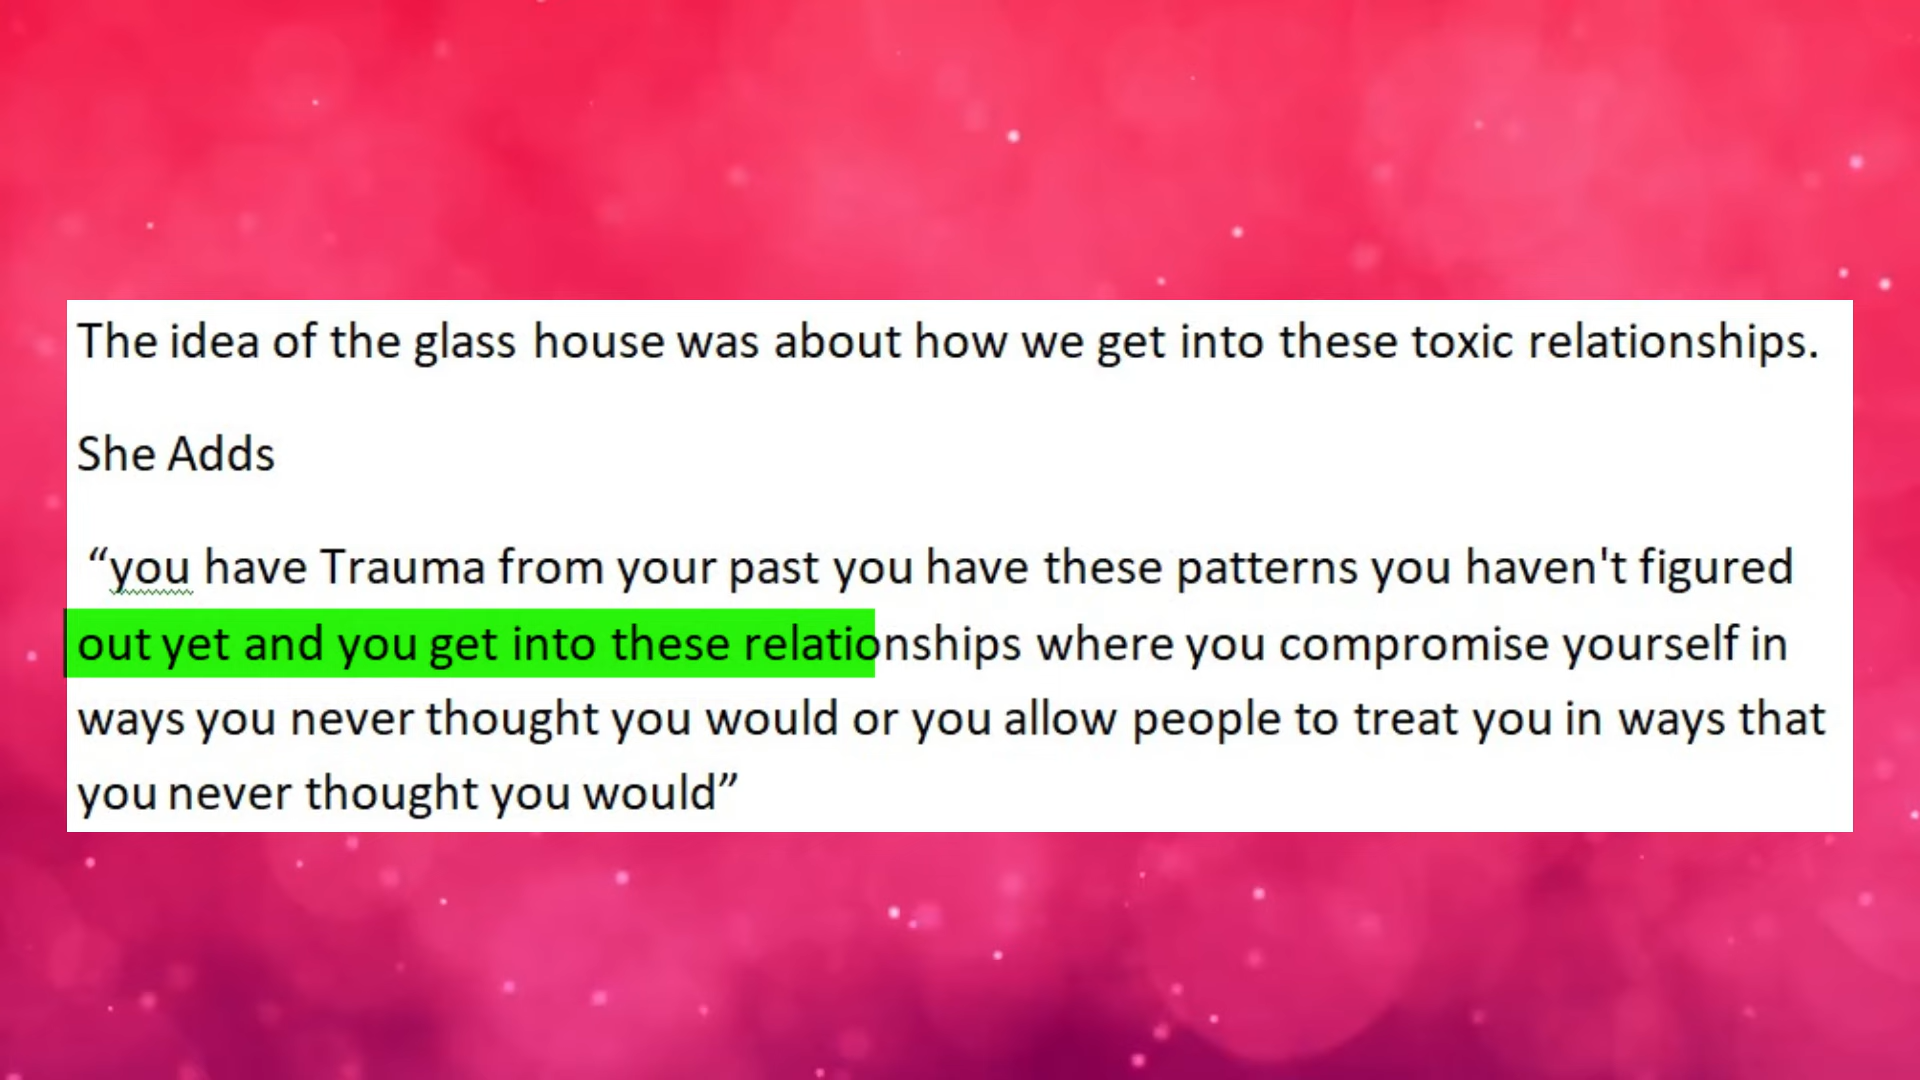 The idea of the glass house was about how we get into these toxic relationships.
She Adds
“you have Trauma from your past you have these patterns you haven't figured
out yet and you get into these relationships where you compromise yourself in
ways you never thought you would or you allow people to treat you in ways that
you never thought you would”